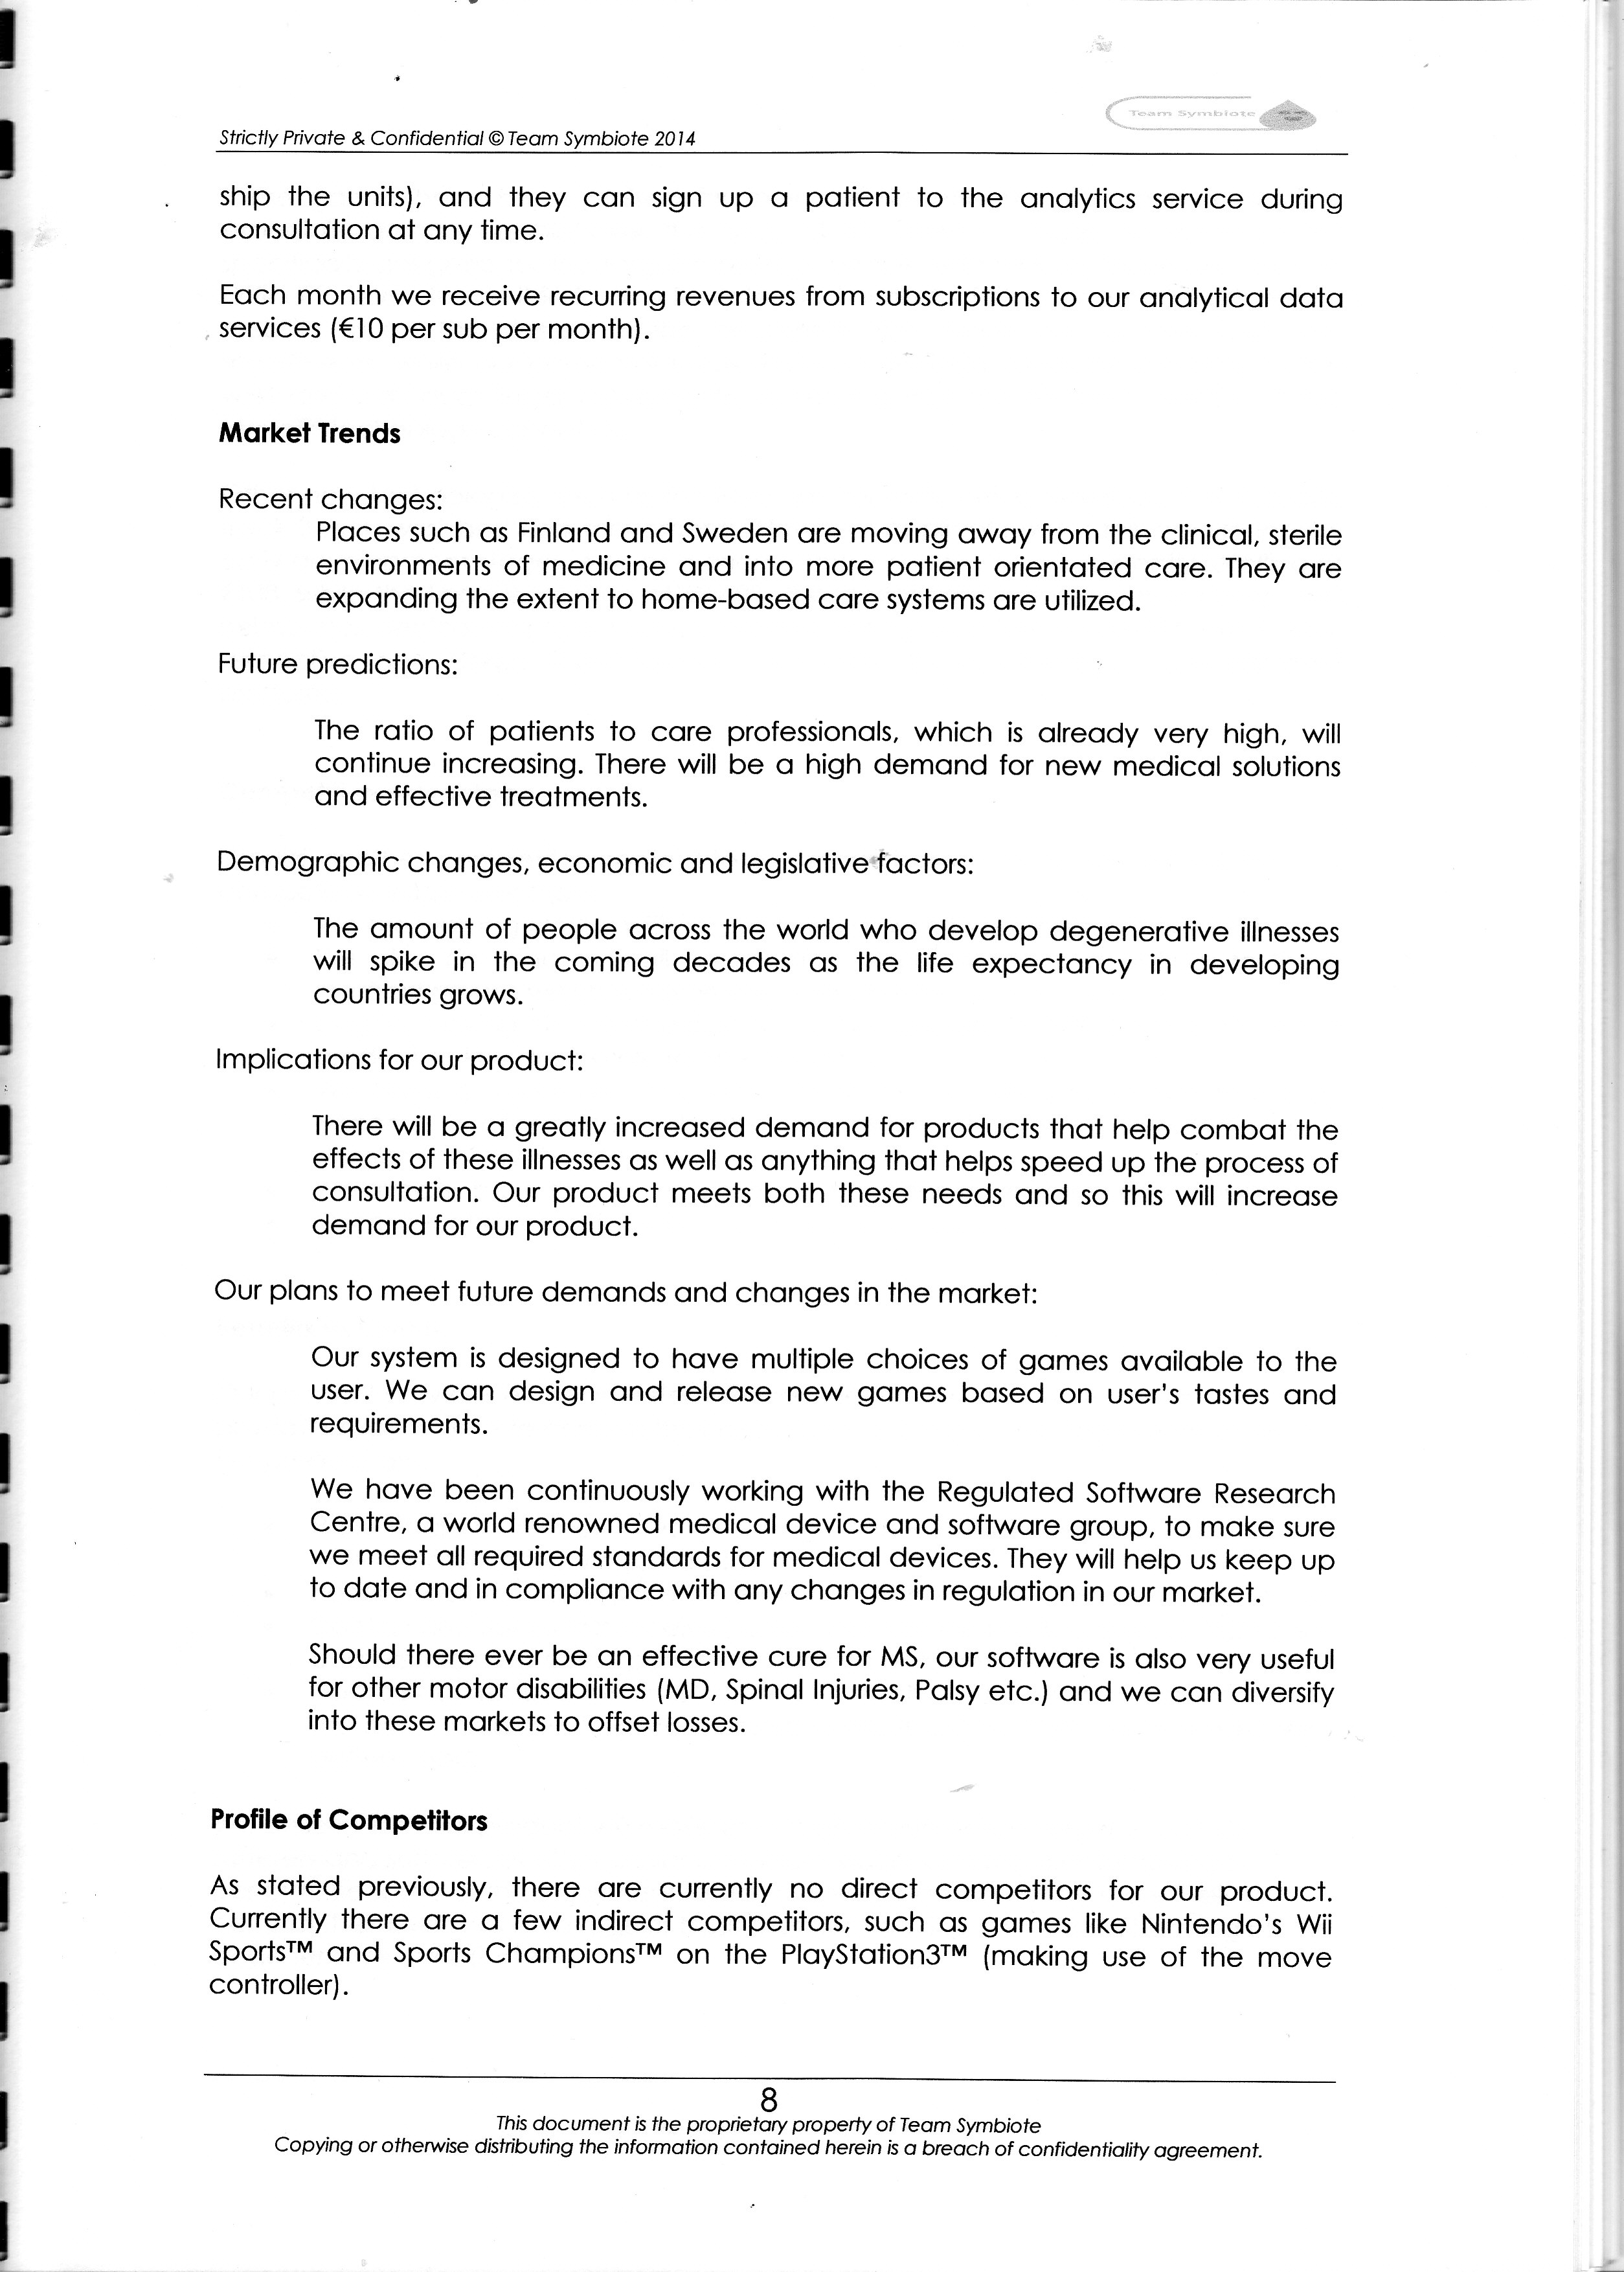 Team Symbiote
Strictly Private & Confidential © Team Symbiote 2014
ship the units), and they can sign up a patient to the analytics service during
consultation at any time.
Each month we receive recurring revenues from subscriptions to our analytical data
services (€10 per sub per month).
Market Trends
Recent changes:
Places such as Finland and Sweden are moving away from the clinical, sterile
environments of medicine and into more patient orientated care. They are
expanding the extent to home-based care systems are utilized.
Future predictions:
The ratio of patients to care professionals, which is already very high, will
continue increasing. There will be a high demand for new medical solutions
and effective treatments.
Demographic changes, economic and legislative factors:
The amount of people across the world who develop degenerative illnesses
will spike in the coming decades as the life expectancy in developing
countries grows.
Implications for our product:
There will be a greatly increased demand for products that help combat the
effects of these illnesses as well as anything that helps speed up the process of
consultation. Our product meets both these needs and so this will increase
demand for our product.
Our plans to meet future demands and changes in the market:
Our system is designed to have multiple choices of games available to the
user. We can design and release new games based on user's tastes and
requirements.
We have been continuously working with the Regulated Software Research
Centre, a world renowned medical device and software group, to make sure
we meet all required standards for medical devices. They will help us keep up
to date and in compliance with any changes in regulation in our market.
Should there ever be an effective cure for MS, our software is also very useful
for other motor disabilities (MD, Spinal Injuries, Palsy etc.) and we can diversify
into these markets to offset losses.
Profile of Competitors
As stated previously, there are currently no direct competitors for our product.
Currently there are a few indirect competitors, such as games like Nintendo's Wii
Sports™ and Sports Champions™ on the PlayStation3™ (making use of the move
controller).
8
This document is the proprietary property of Team Symbiote
Copying or otherwise distributing the information contained herein is a breach of confidentiality agreement.